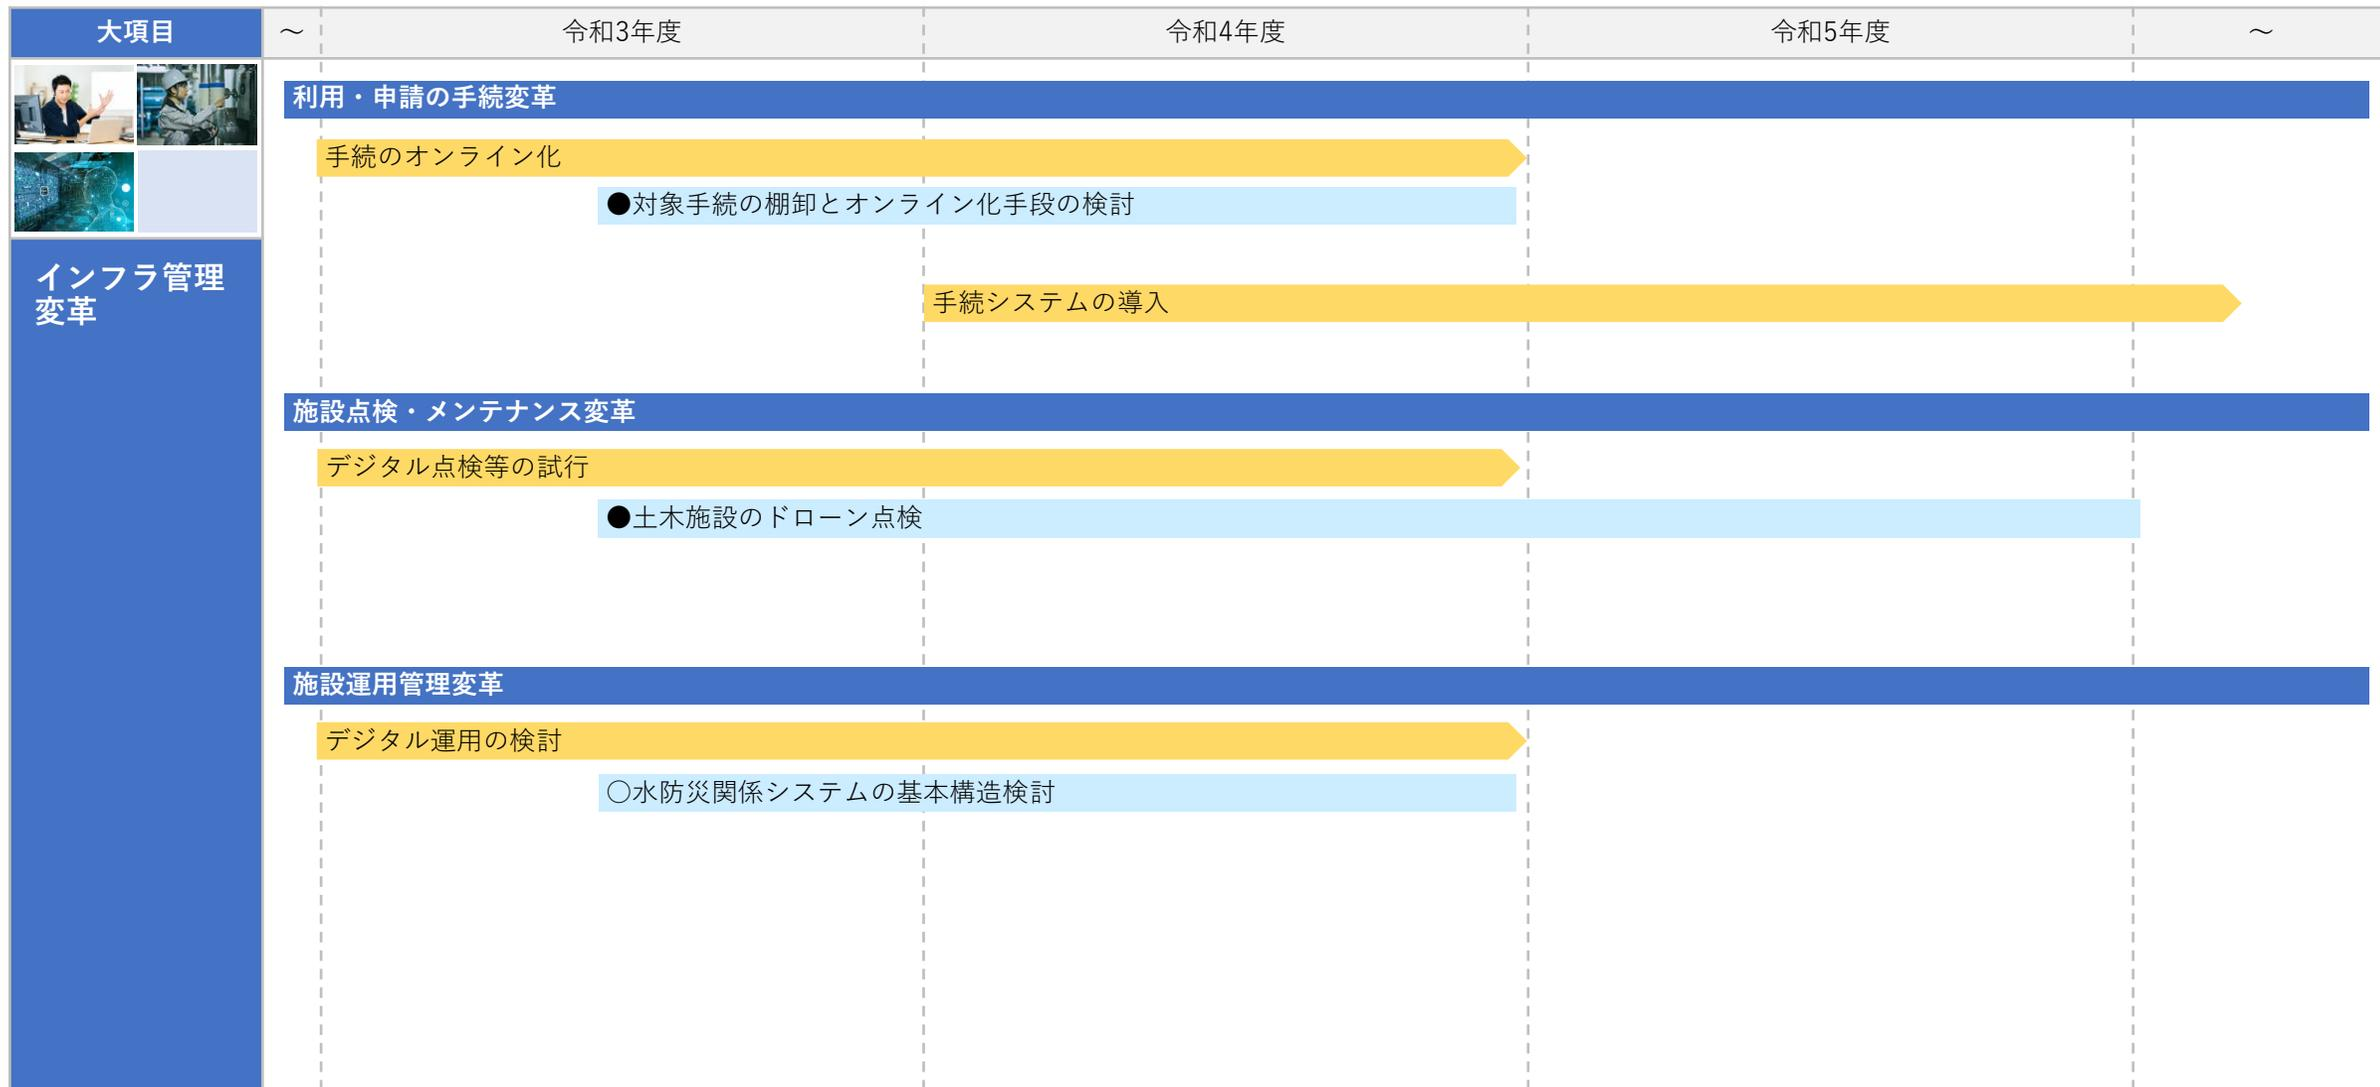 大項目
～
令和3年度
令和4年度
令和5年度
～
インフラ管理
変革
利用・申請の手続変革
手続のオンライン化
●対象手続の棚卸とオンライン化手段の検討
手続システムの導入
施設点検・メンテナンス変革
デジタル点検等の試行
●土木施設のドローン点検
施設運用管理変革
デジタル運用の検討
○水防災関係システムの基本構造検討